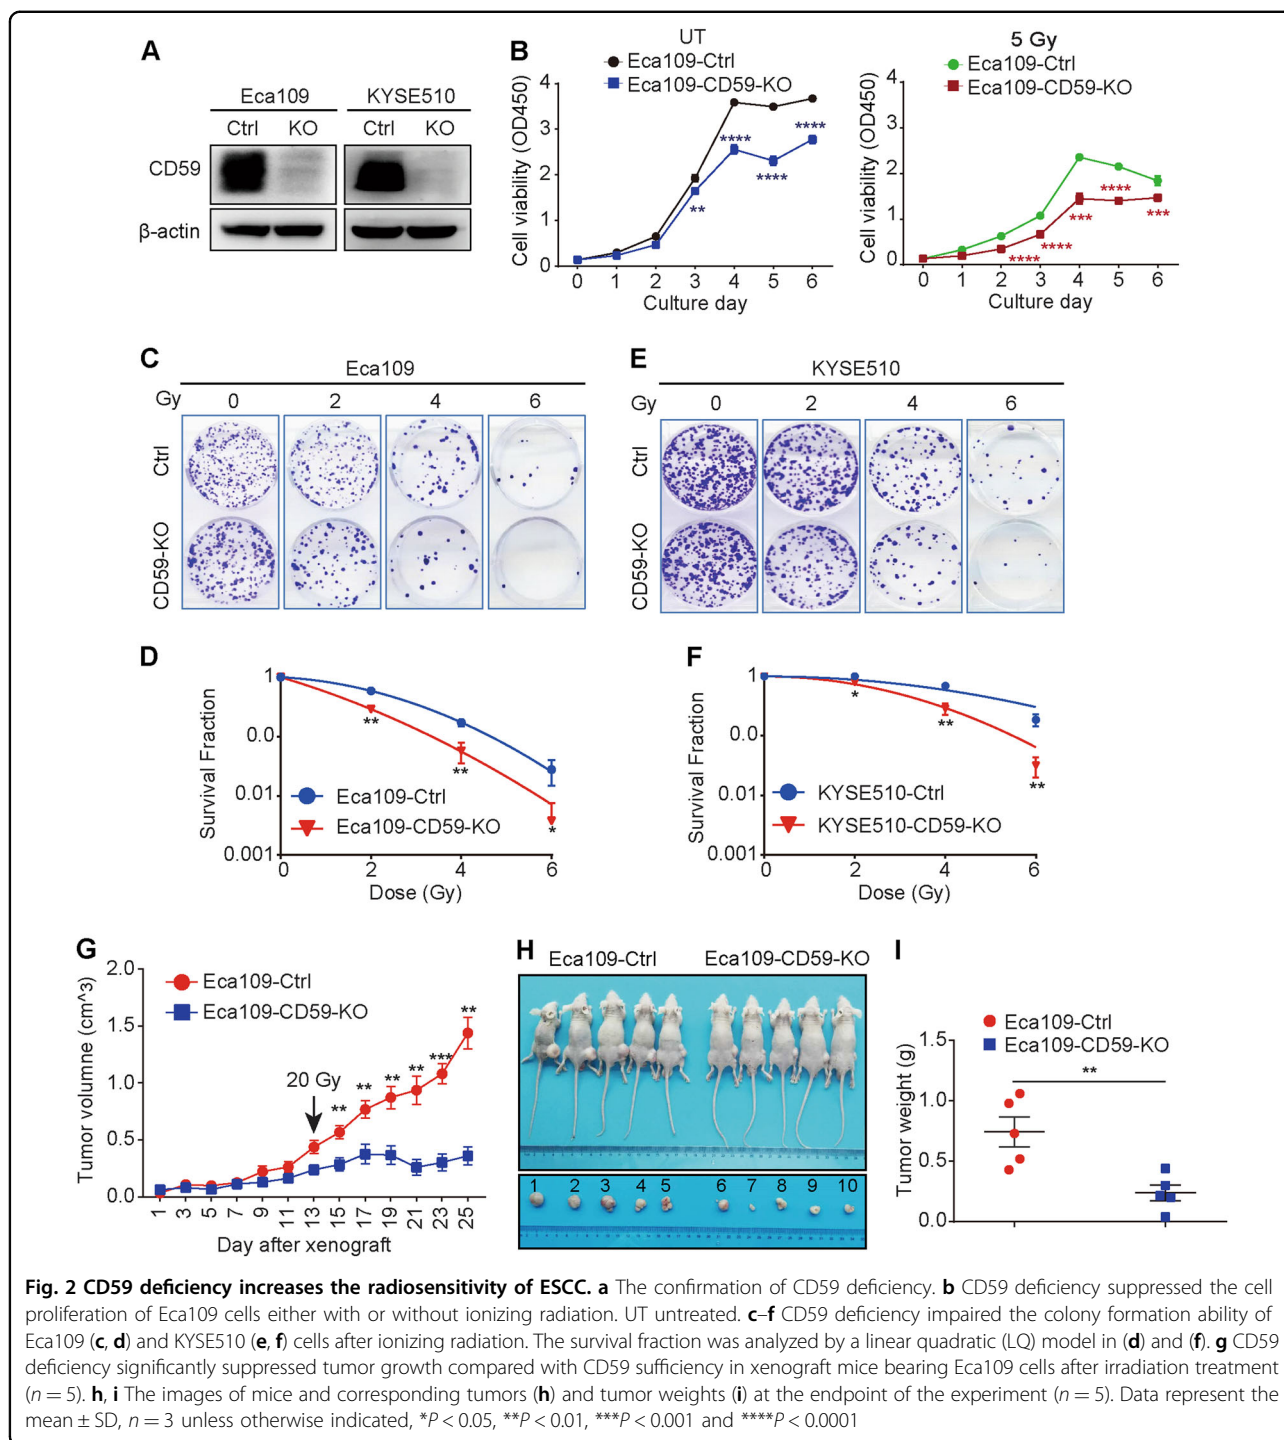 A
Eca109 KYSE510
Ctrl KO Ctrl KO
CD59
β-actin
B
UT
Eca109-Ctrl
Eca109-CD59-KO
Cell viability (OD450)
4
3
2
1
0
**
****
****
****
0 1 2 3 4 5 6
Culture day
5 Gy
Eca109-Ctrl
Eca109-CD59-KO
Cell viability (OD450)
4
3
2
1
0
****
****
***
****
***
0 1 2 3 4 5 6
Culture day
C
Eca109
Gy 0 2 4 6
Ctrl
CD59-KO
E
KYSE510
Gy 0 2 4 6
Ctrl
CD59-KO
D
Survival Fraction
1
0.0
0.01
0.001
**
**
*
Eca109-Ctrl
Eca109-CD59-KO
0 2 4 6
Dose (Gy)
F
Survival Fraction
1
0.0
0.01
0.001
*
**
**
KYSE510-Ctrl
KYSE510-CD59-KO
0 2 4 6
Dose (Gy)
G
Tumor volumne (cm^3)
2.0
1.5
1.0
0.5
0.0
Eca109-Ctrl
Eca109-CD59-KO
20 Gy
** ** ** ** *** **
1 3 5 7 9 11 13 15 17 19 21 23 25
Day after xenograft
H
Eca109-Ctrl Eca109-CD59-KO
1 2 3 4 5 6 7 8 9 10
I
Eca109-Ctrl
Eca109-CD59-KO
Tumor weight (g)
1.5
1.0
0.5
0.0
**
Fig. 2 CD59 deficiency increases the radiosensitivity of ESCC. a The confirmation of CD59 deficiency. b CD59 deficiency suppressed the cell
proliferation of Eca109 cells either with or without ionizing radiation. UT untreated. c–f CD59 deficiency impaired the colony formation ability of
Eca109 (c, d) and KYSE510 (e, f) cells after ionizing radiation. The survival fraction was analyzed by a linear quadratic (LQ) model in (d) and (f). g CD59
deficiency significantly suppressed tumor growth compared with CD59 sufficiency in xenograft mice bearing Eca109 cells after irradiation treatment
(n = 5). h, i The images of mice and corresponding tumors (h) and tumor weights (i) at the endpoint of the experiment (n = 5). Data represent the
mean ± SD, n = 3 unless otherwise indicated, *P < 0.05, **P < 0.01, ***P < 0.001 and ****P < 0.0001